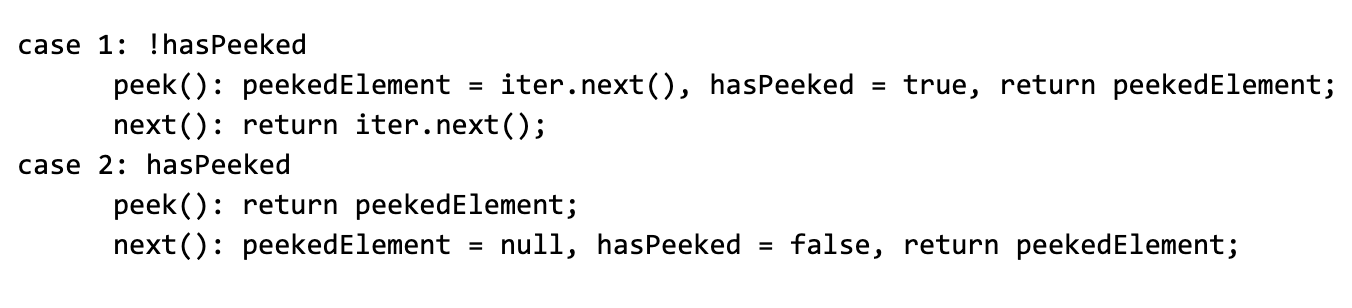 case 1: !hasPeeked
peek(): peekedElement = iter.next(), hasPeeked = true, return peekedElement;
next(): return iter.next();
case 2: hasPeeked
peek(): return peekedElement;
next(): peekedElement = null, hasPeeked = false, return peekedElement;